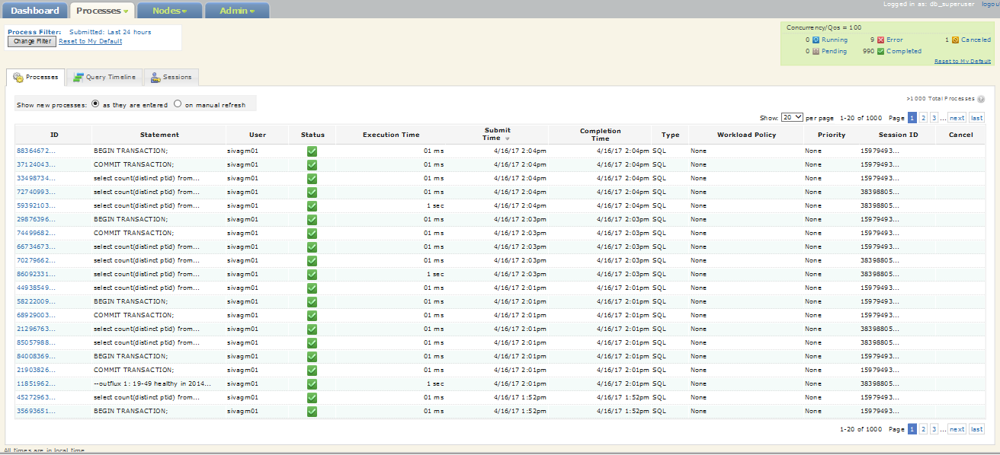 Dashboard Processes Nodes Admin Logged in as: db_superuser
Process Filter: Submitted: Last 24 hours
Change Filter Reset to My Default
Concurrency/Qos = 100
0 Running 9 Error 1 Canceled
0 Pending 990 Completed
Reset to My Default
Processes Query Timeline Sessions
>1000 Total Processes
Show new processes: as they are entered on manual refresh
Show: 20 per page 1-20 of 1000 Page 1 2 3 ... next last
ID Statement User Status Execution Time Submit Time Completion Time Type Workload Policy Priority Session ID Cancel
88364672... BEGIN TRANSACTION; sivagm01 01 ms 4/16/17 2:04pm 4/16/17 2:04pm SQL None None 15979493...
37124043... COMMIT TRANSACTION; sivagm01 01 ms 4/16/17 2:04pm 4/16/17 2:04pm SQL None None 15979493...
33498734... select count(distinct ptid) from... sivagm01 01 ms 4/16/17 2:04pm 4/16/17 2:04pm SQL None None 15979493...
72740993... select count(distinct ptid) from... sivagm01 01 ms 4/16/17 2:04pm 4/16/17 2:04pm SQL None None 38398805...
59392103... select count(distinct ptid) from... sivagm01 1 sec 4/16/17 2:04pm 4/16/17 2:04pm SQL None None 38398805...
29876396... BEGIN TRANSACTION; sivagm01 01 ms 4/16/17 2:03pm 4/16/17 2:03pm SQL None None 15979493...
74499682... COMMIT TRANSACTION; sivagm01 01 ms 4/16/17 2:03pm 4/16/17 2:03pm SQL None None 15979493...
66734673... select count(distinct ptid) from... sivagm01 01 ms 4/16/17 2:03pm 4/16/17 2:03pm SQL None None 15979493...
70279662... select count(distinct ptid) from... sivagm01 01 ms 4/16/17 2:03pm 4/16/17 2:03pm SQL None None 38398805...
86092331... select count(distinct ptid) from... sivagm01 1 sec 4/16/17 2:03pm 4/16/17 2:03pm SQL None None 38398805...
44938549... select count(distinct ptid) from... sivagm01 01 ms 4/16/17 2:01pm 4/16/17 2:01pm SQL None None 15979493...
58222009... BEGIN TRANSACTION; sivagm01 01 ms 4/16/17 2:01pm 4/16/17 2:01pm SQL None None 15979493...
68929003... COMMIT TRANSACTION; sivagm01 01 ms 4/16/17 2:01pm 4/16/17 2:01pm SQL None None 15979493...
21296763... select count(distinct ptid) from... sivagm01 01 ms 4/16/17 2:01pm 4/16/17 2:01pm SQL None None 38398805...
85057988... select count(distinct ptid) from... sivagm01 01 ms 4/16/17 2:01pm 4/16/17 2:01pm SQL None None 38398805...
84008369... BEGIN TRANSACTION; sivagm01 01 ms 4/16/17 2:01pm 4/16/17 2:01pm SQL None None 15979493...
21903826... COMMIT TRANSACTION; sivagm01 01 ms 4/16/17 2:01pm 4/16/17 2:01pm SQL None None 15979493...
11851962... --outflux 1: 19-49 healthy in 2014... sivagm01 1 sec 4/16/17 2:01pm 4/16/17 2:01pm SQL None None 38398805...
45272963... select count(distinct ptid) from... sivagm01 01 ms 4/16/17 1:52pm 4/16/17 1:52pm SQL None None 15979493...
35693651... BEGIN TRANSACTION; sivagm01 01 ms 4/16/17 1:52pm 4/16/17 1:52pm SQL None None 15979493...
1-20 of 1000 Page 1 2 3 ... next last
All times are in local time